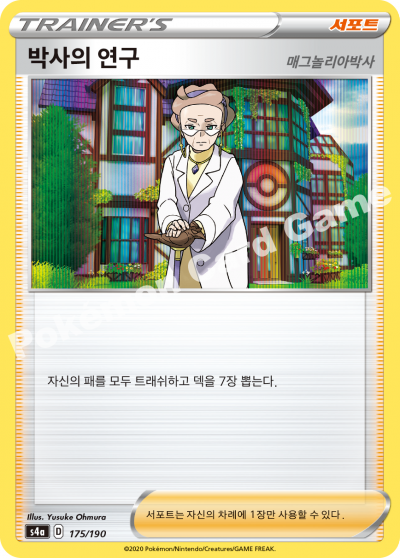 TRAINER'S
서포트
박사의 연구
매그놀리아박사
Pokémon Card Game
자신의 패를 모두 트래쉬하고 덱을 7장 뽑는다.
Illus. Yusuke Ohmura
s4a D 175/190
서포트는 자신의 차례에 1장만 사용할 수 있다.
©2020 Pokémon/Nintendo/Creatures/GAME FREAK.